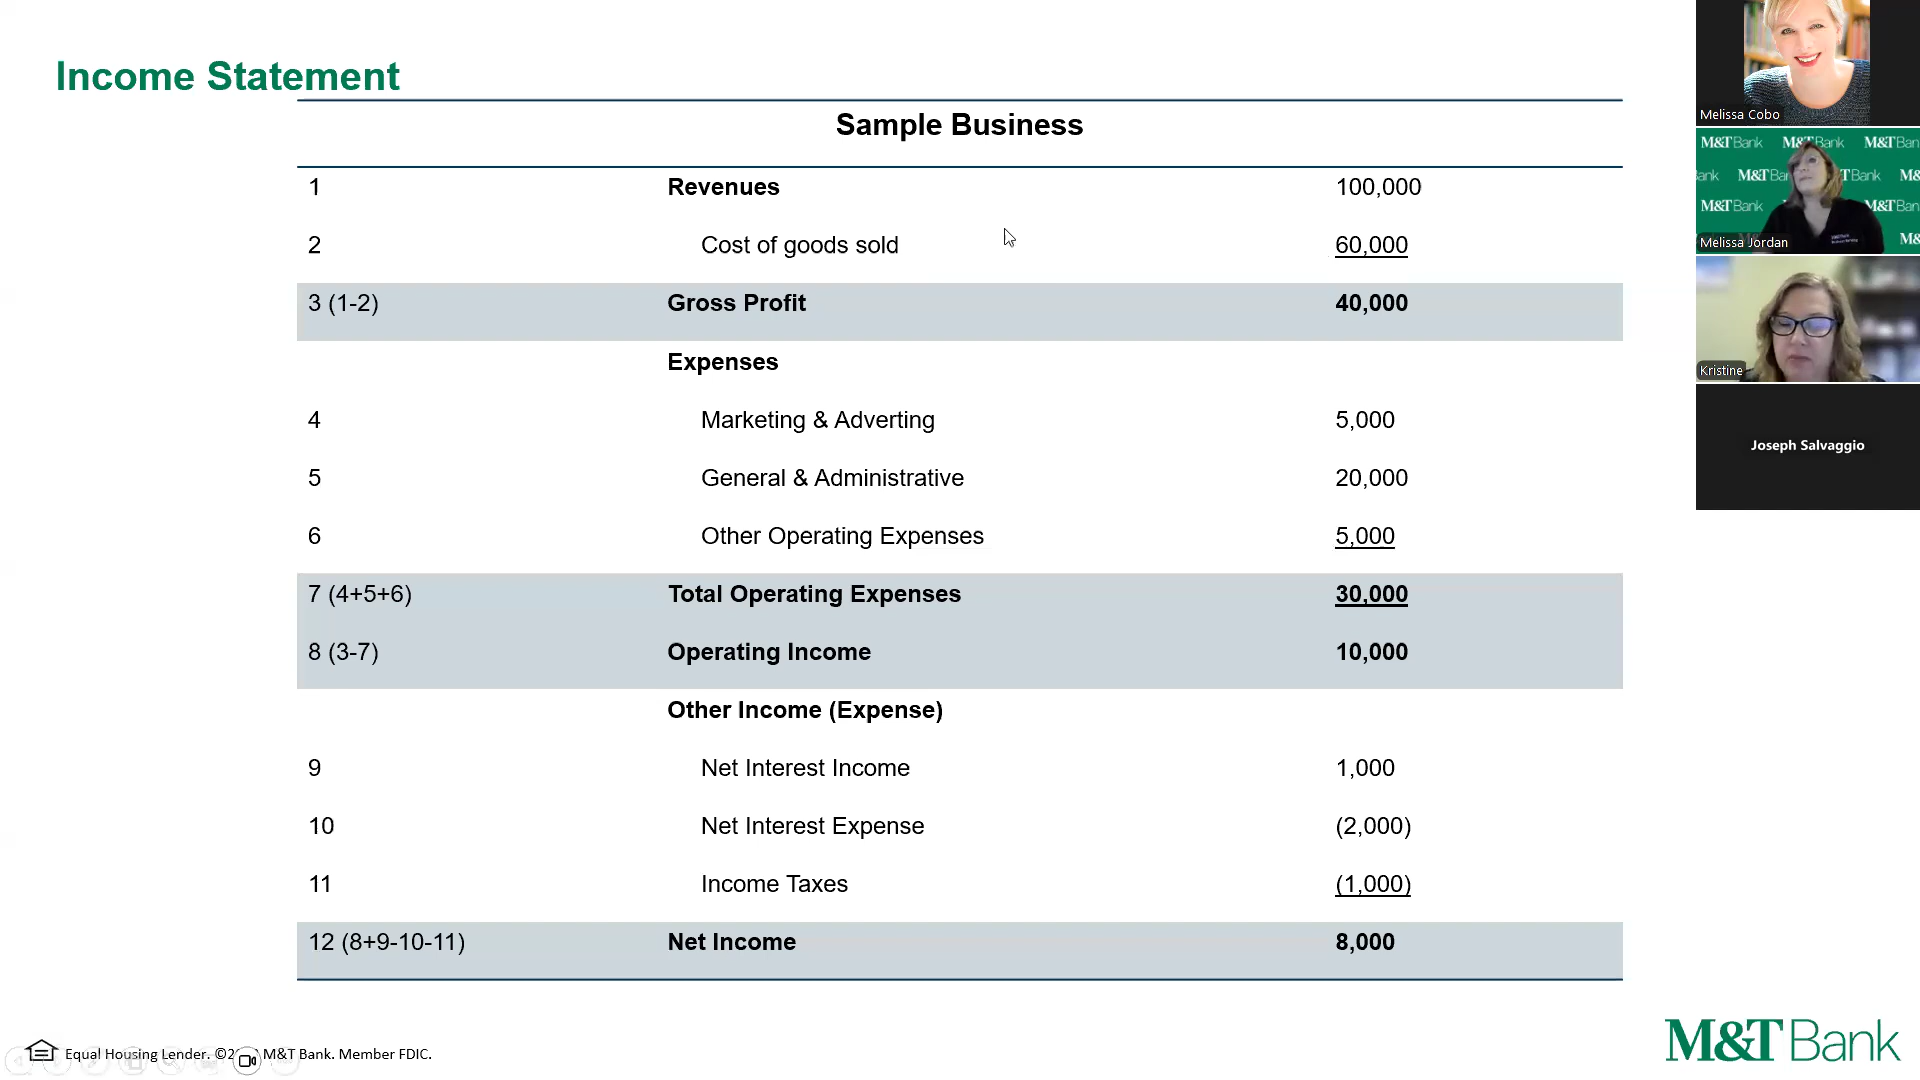 Income Statement
Sample Business
1 Revenues 100,000
2 Cost of goods sold 60,000
3 (1-2) Gross Profit 40,000
Expenses
4 Marketing & Adverting 5,000
5 General & Administrative 20,000
6 Other Operating Expenses 5,000
7 (4+5+6) Total Operating Expenses 30,000
8 (3-7) Operating Income 10,000
Other Income (Expense)
9 Net Interest Income 1,000
10 Net Interest Expense (2,000)
11 Income Taxes (1,000)
12 (8+9-10-11) Net Income 8,000
Equal Housing Lender. M&T Bank. Member FDIC.
M&T Bank
Melissa Cobo
M&T Bank M&T Bank
M&T Bank
Melissa Jordan
Kristine
Joseph Salvaggio